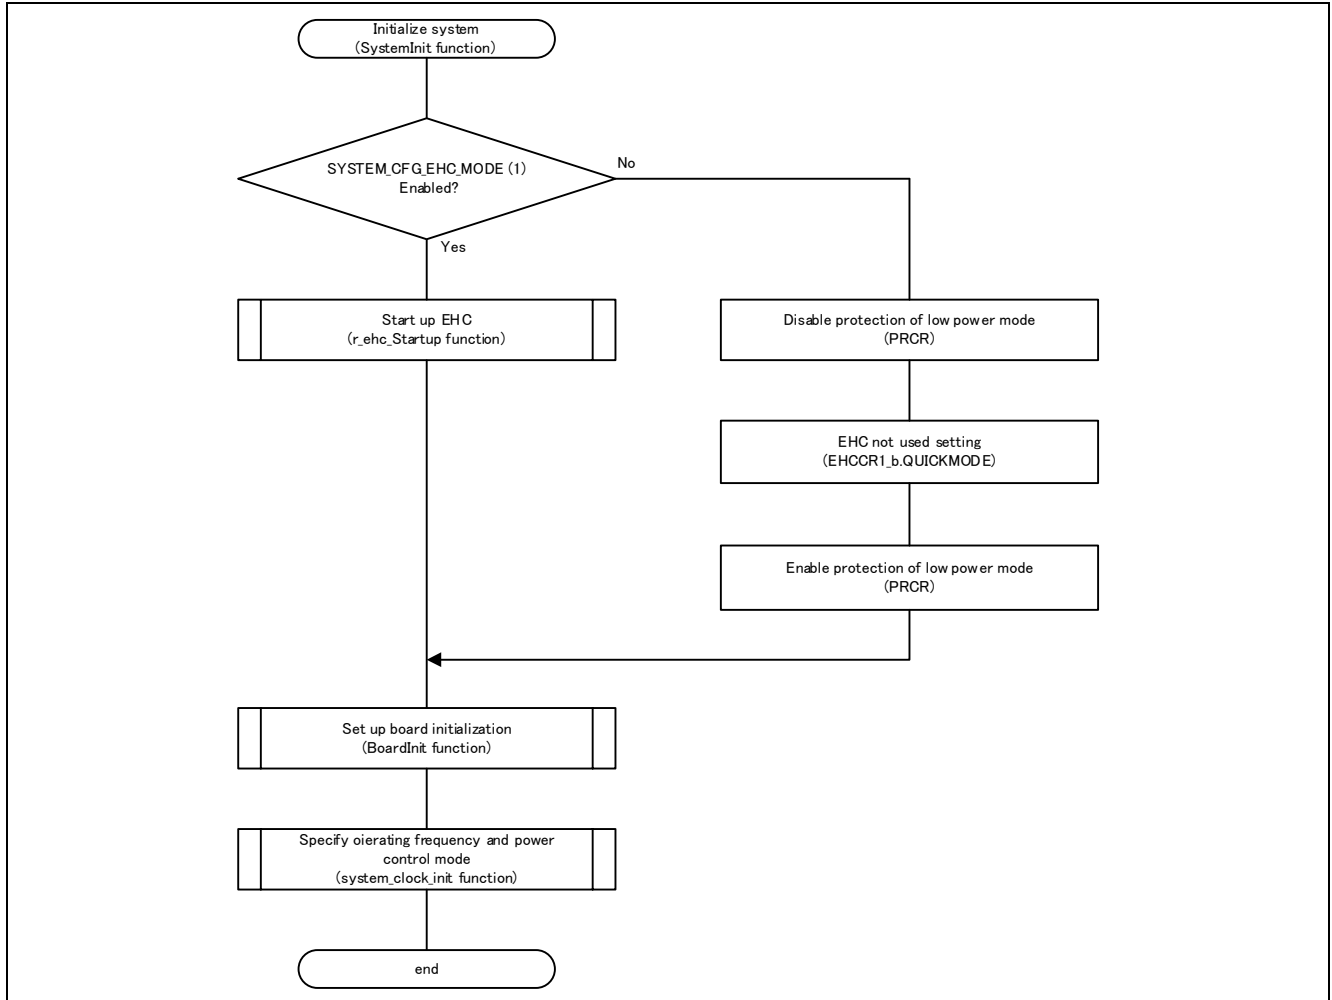 Initialize system
(SystemInit function)
SYSTEM_CFG_EHC_MODE (1)
Enabled?
No
Yes
Start up EHC
(r_ehc_Startup function)
Disable protection of low power mode
(PRCR)
EHC not used setting
(EHCCR1_b.QUICKMODE)
Enable protection of low power mode
(PRCR)
Set up board initialization
(BoardInit function)
Specify oierating frequency and power
control mode
(system_clock_init function)
end